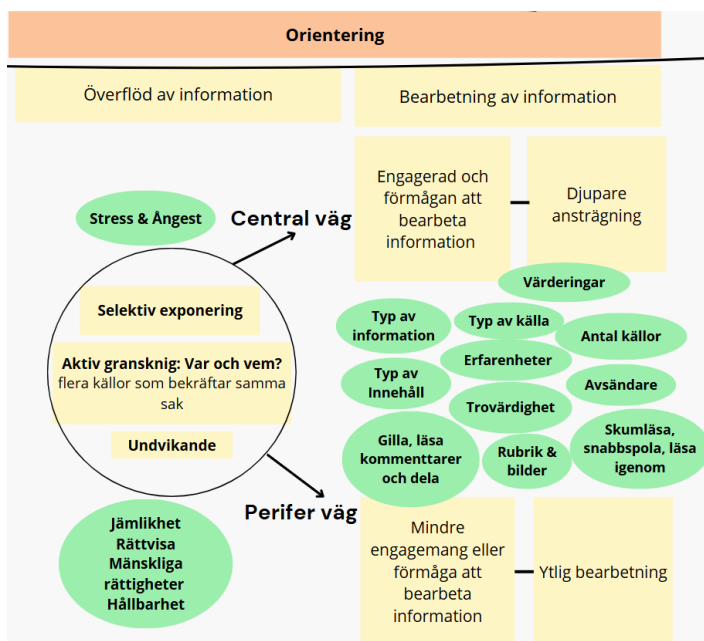 Orientering
Överflöd av information
Bearbetning av information
Stress & Ångest
Central väg
Engagerad och
förmågan att
bearbeta
information
Djupare
ansträgning
Selektiv exponering
Aktiv gransknig: Var och vem?
flera källor som bekräftar samma
sak
Undvikande
Värderingar
Typ av
information
Typ av källa
Antal källor
Erfarenheter
Typ av
Innehåll
Avsändare
Trovärdighet
Gilla, läsa
kommenttarer
och dela
Rubrik &
bilder
Skumläsa,
snabbspola, läsa
igenom
Perifer väg
Jämlikhet
Rättvisa
Mänskliga
rättigheter
Hållbarhet
Mindre
engagemang eller
förmåga att
bearbeta
information
Ytlig bearbetning